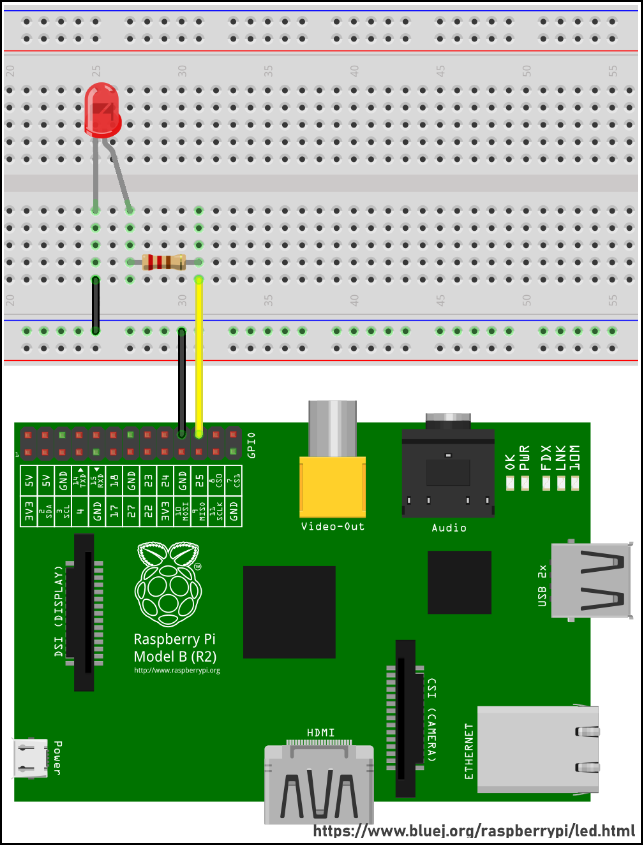 20 25 30 35 40 45 50 55
20 25 30 35 40 45 50 55
GPIO
5V 5V GND 14 TXD 15 RXD 18 GND 23 24 GND 25 8 CS0 7 CS1
3V3 2 SDA 3 SCL 4 GND 17 27 22 3V3 10 MOSI 9 MISO 11 SCLK GND
Video-Out
Audio
OK
PWR
FDX
LNK
10M
USB 2x
DSI (DISPLAY)
Raspberry Pi
Model B (R2)
http://www.raspberrypi.org
CSI (CAMERA)
HDMI
ETHERNET
Power
https://www.bluej.org/raspberrypi/led.html